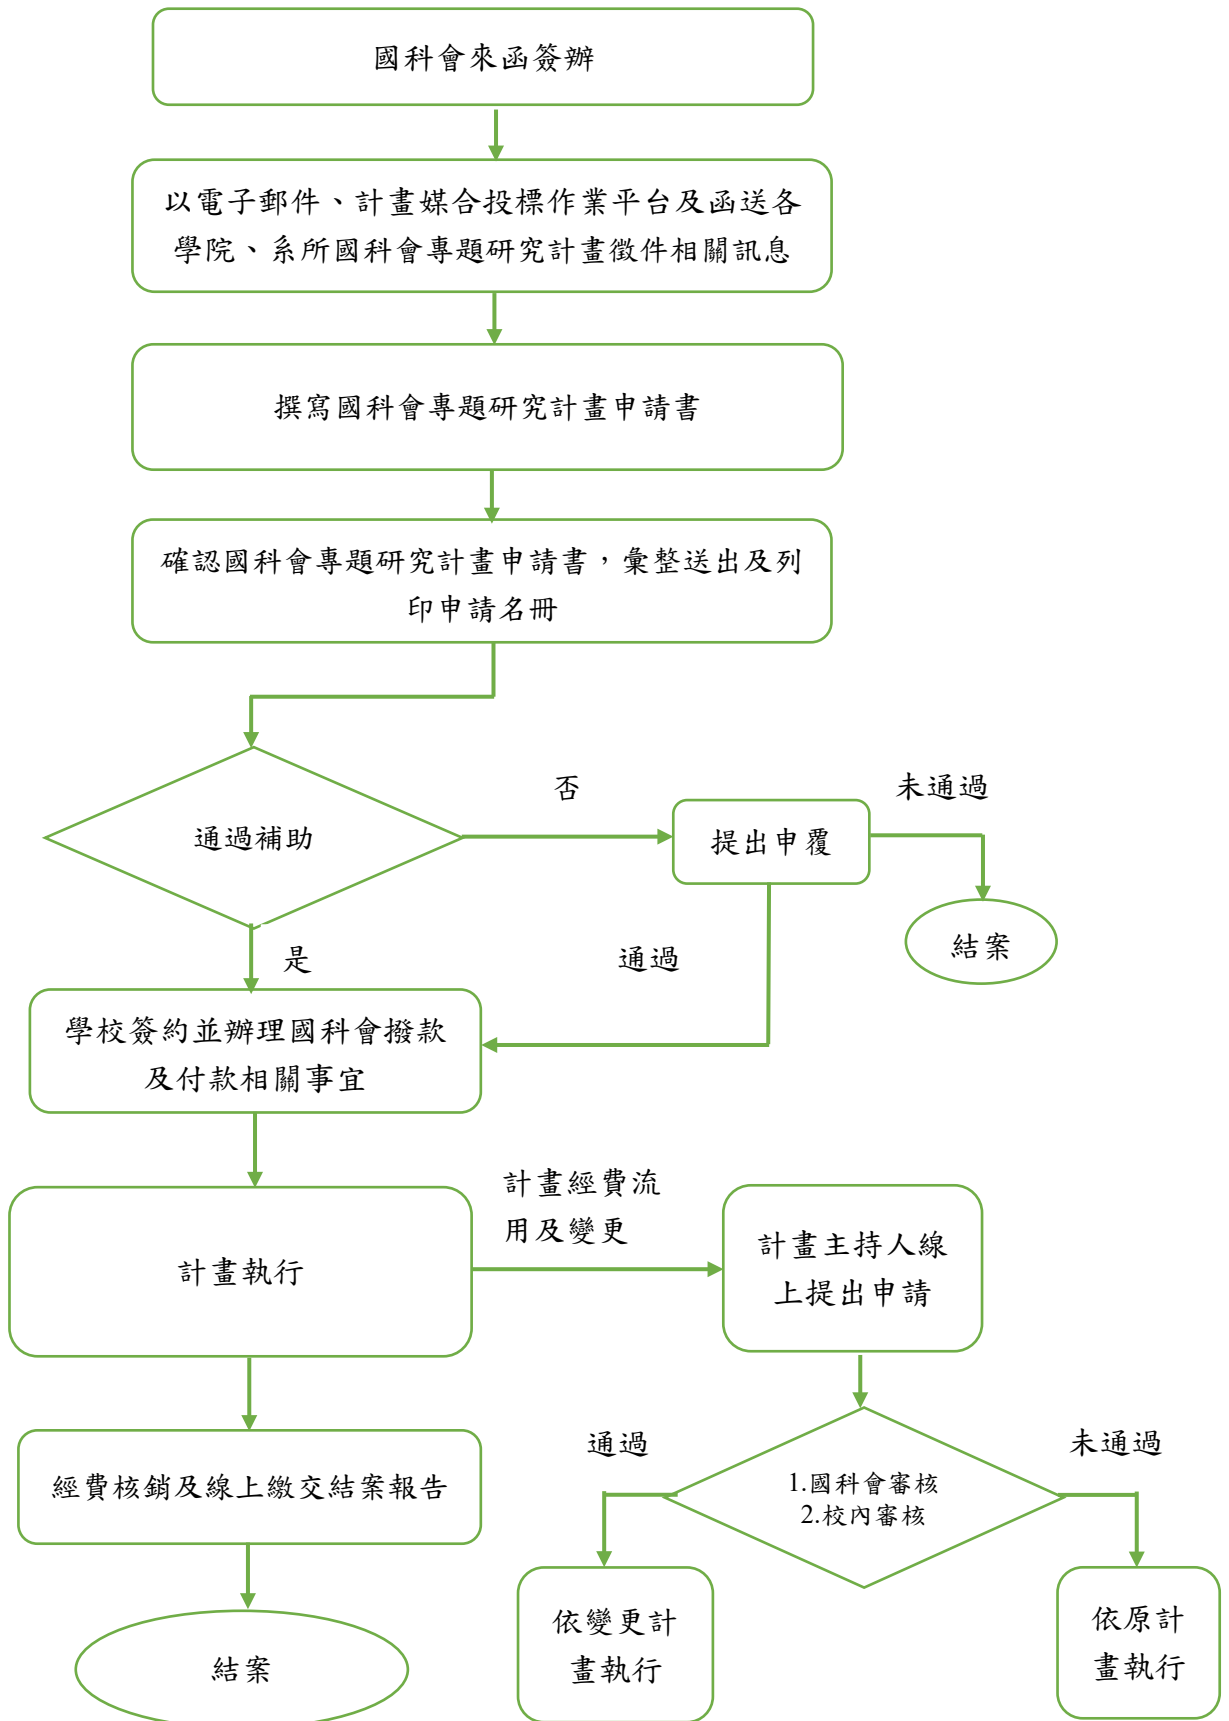 國科會來函簽辦
以電子郵件、計畫媒合投標作業平台及函送各
學院、系所國科會專題研究計畫徵件相關訊息
撰寫國科會專題研究計畫申請書
確認國科會專題研究計畫申請書，彙整送出及列
印申請名冊
通過補助
否
提出申覆
未通過
結案
是
通過
學校簽約並辦理國科會撥款
及付款相關事宜
計畫執行
計畫經費流
用及變更
計畫主持人線
上提出申請
經費核銷及線上繳交結案報告
通過
1.國科會審核
2.校內審核
未通過
結案
依變更計
畫執行
依原計
畫執行